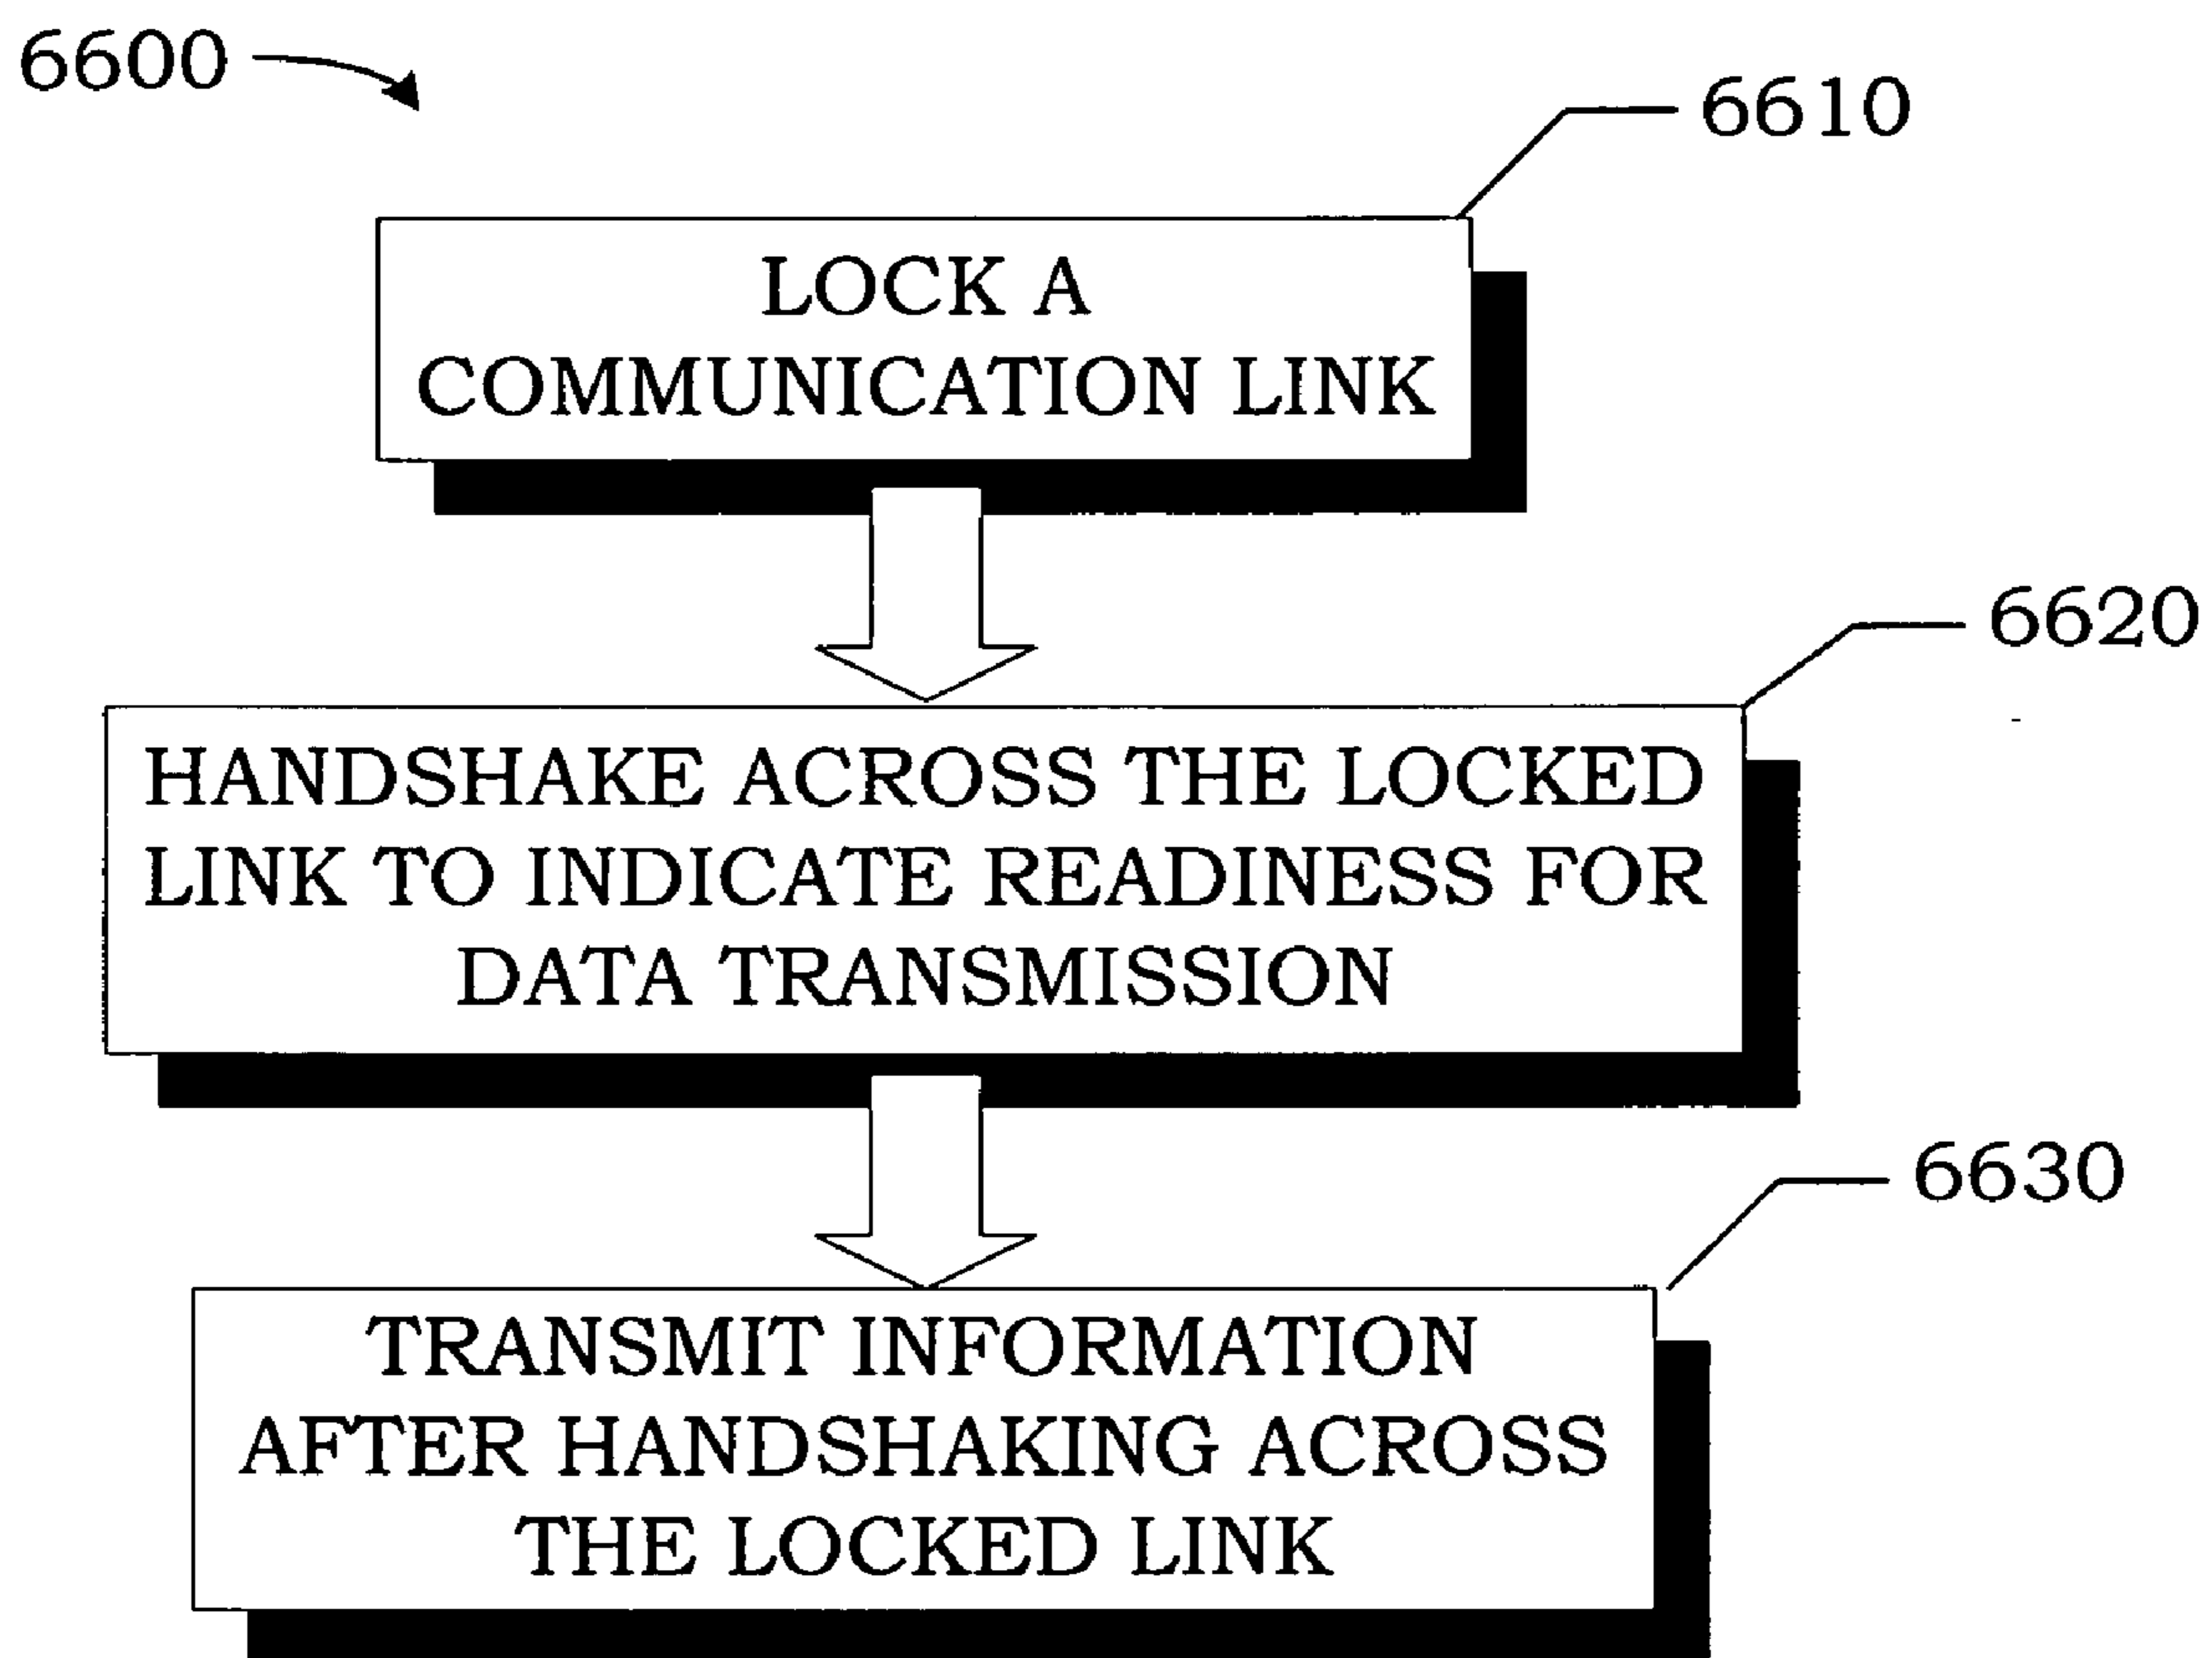 6600
6610
LOCK A
COMMUNICATION LINK
6620
HANDSHAKE ACROSS THE LOCKED
LINK TO INDICATE READINESS FOR
DATA TRANSMISSION
6630
TRANSMIT INFORMATION
AFTER HANDSHAKING ACROSS
THE LOCKED LINK